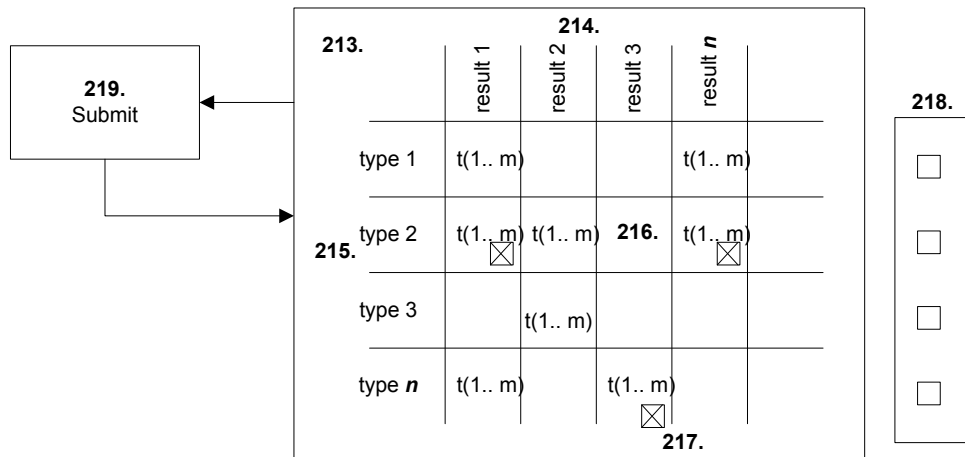 214.
213.
result 1
result 2
result 3
result n
219.
Submit
218.
type 1 t(1.. m) t(1.. m)
type 2 t(1.. m) t(1.. m) 216. t(1.. m)
215.
type 3 t(1.. m)
type n t(1.. m) t(1.. m)
217.